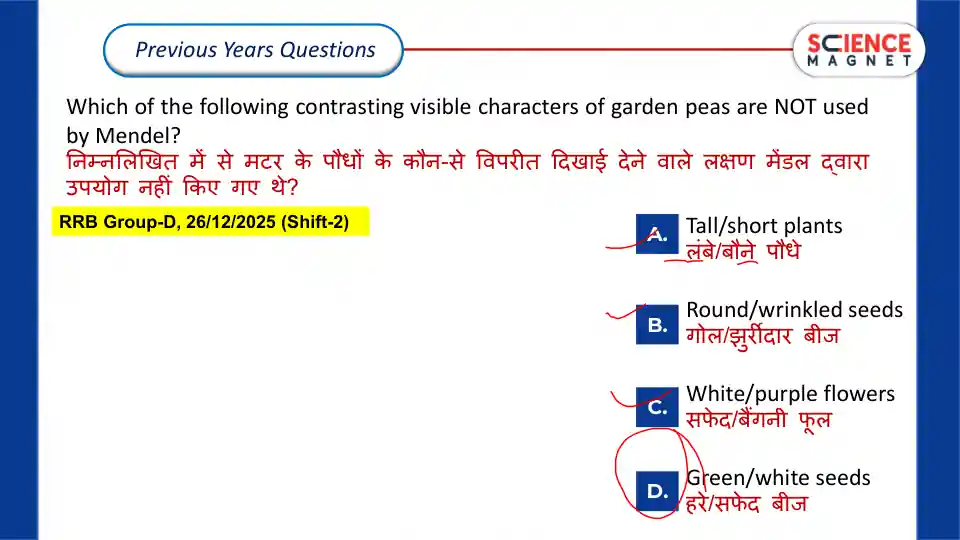 Previous Years Questions
SCIENCE
MAGNET
Which of the following contrasting visible characters of garden peas are NOT used
by Mendel?
निम्नलिखित में से मटर के पौधों के कौन-से विपरीत दिखाई देने वाले लक्षण मेंडल द्वारा
उपयोग नहीं किए गए थे?
RRB Group-D, 26/12/2025 (Shift-2)
A. Tall/short plants
लंबे/बौने पौधे
B. Round/wrinkled seeds
गोल/झुर्रीदार बीज
C. White/purple flowers
सफेद/बैंगनी फूल
D. Green/white seeds
हरे/सफेद बीज